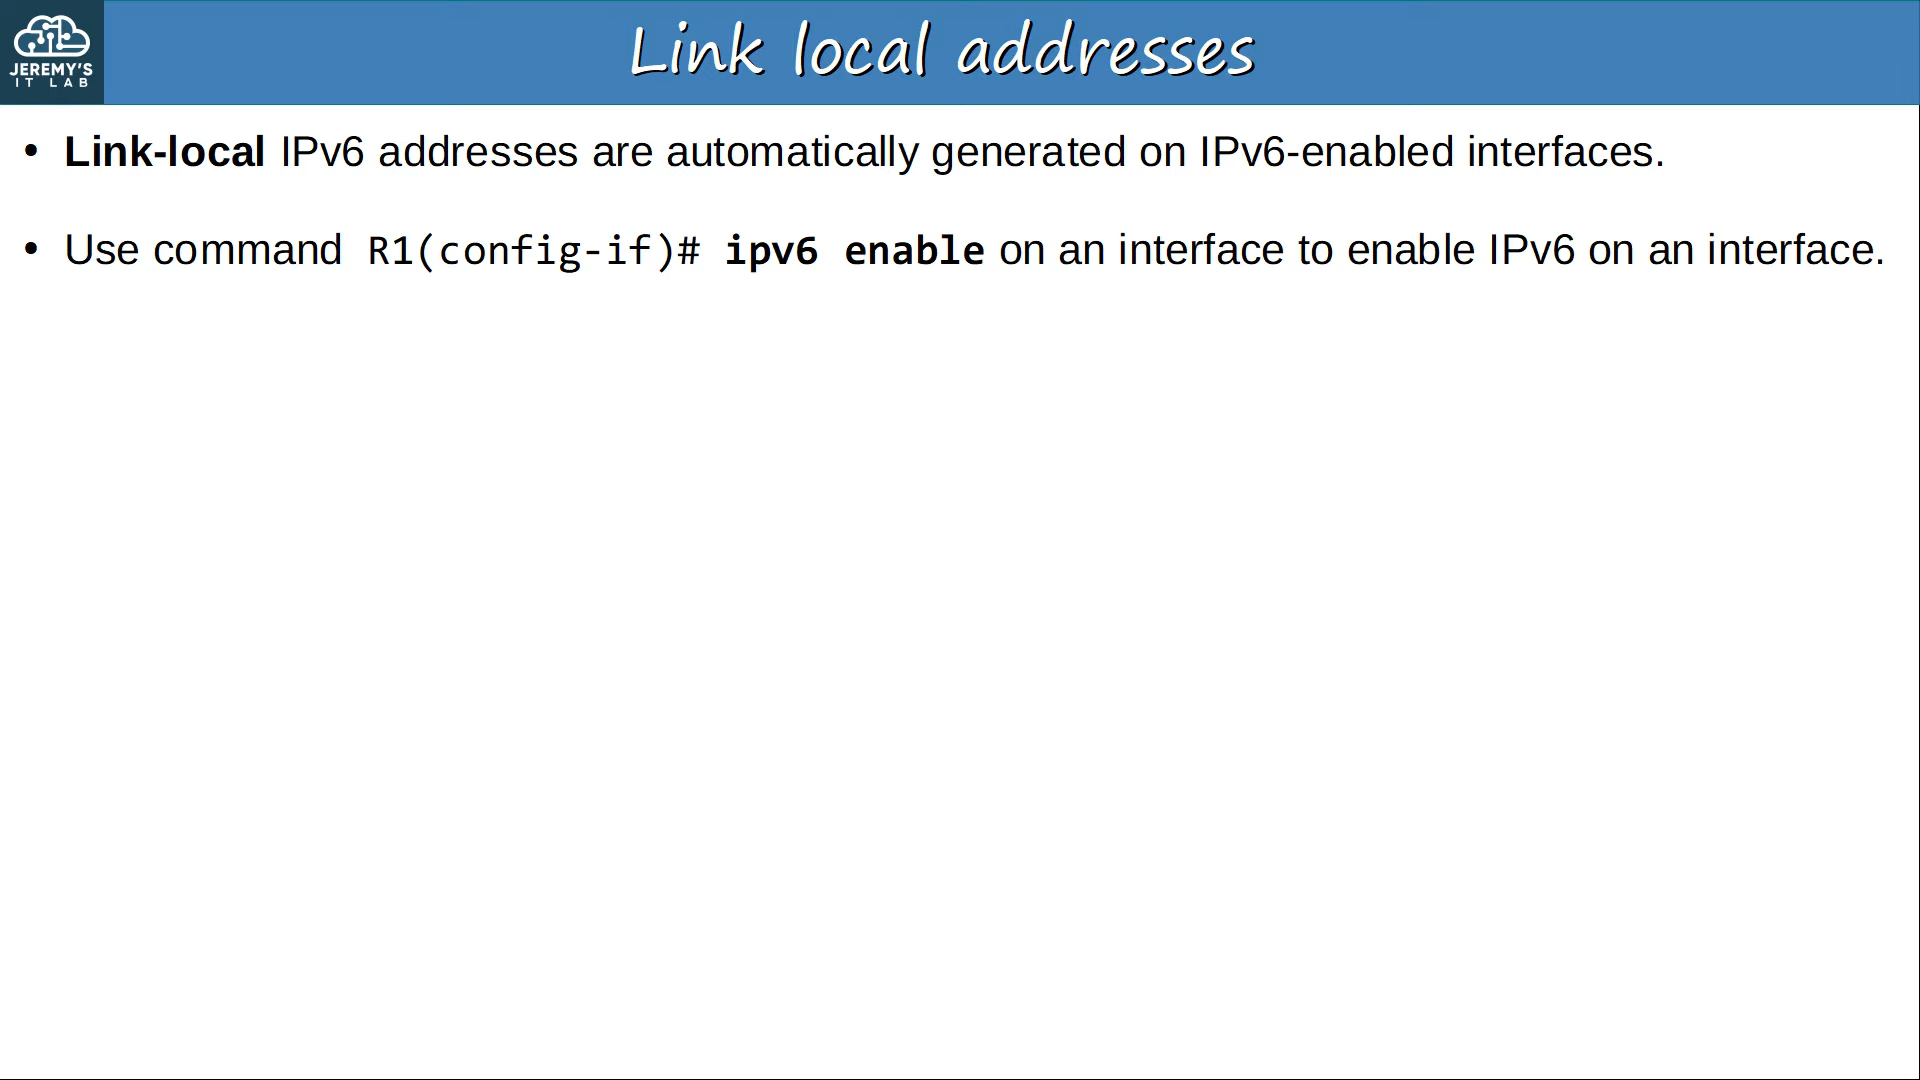 JEREMY'S
IT LAB
Link local addresses
• Link-local IPv6 addresses are automatically generated on IPv6-enabled interfaces.
• Use command R1(config-if)# ipv6 enable on an interface to enable IPv6 on an interface.